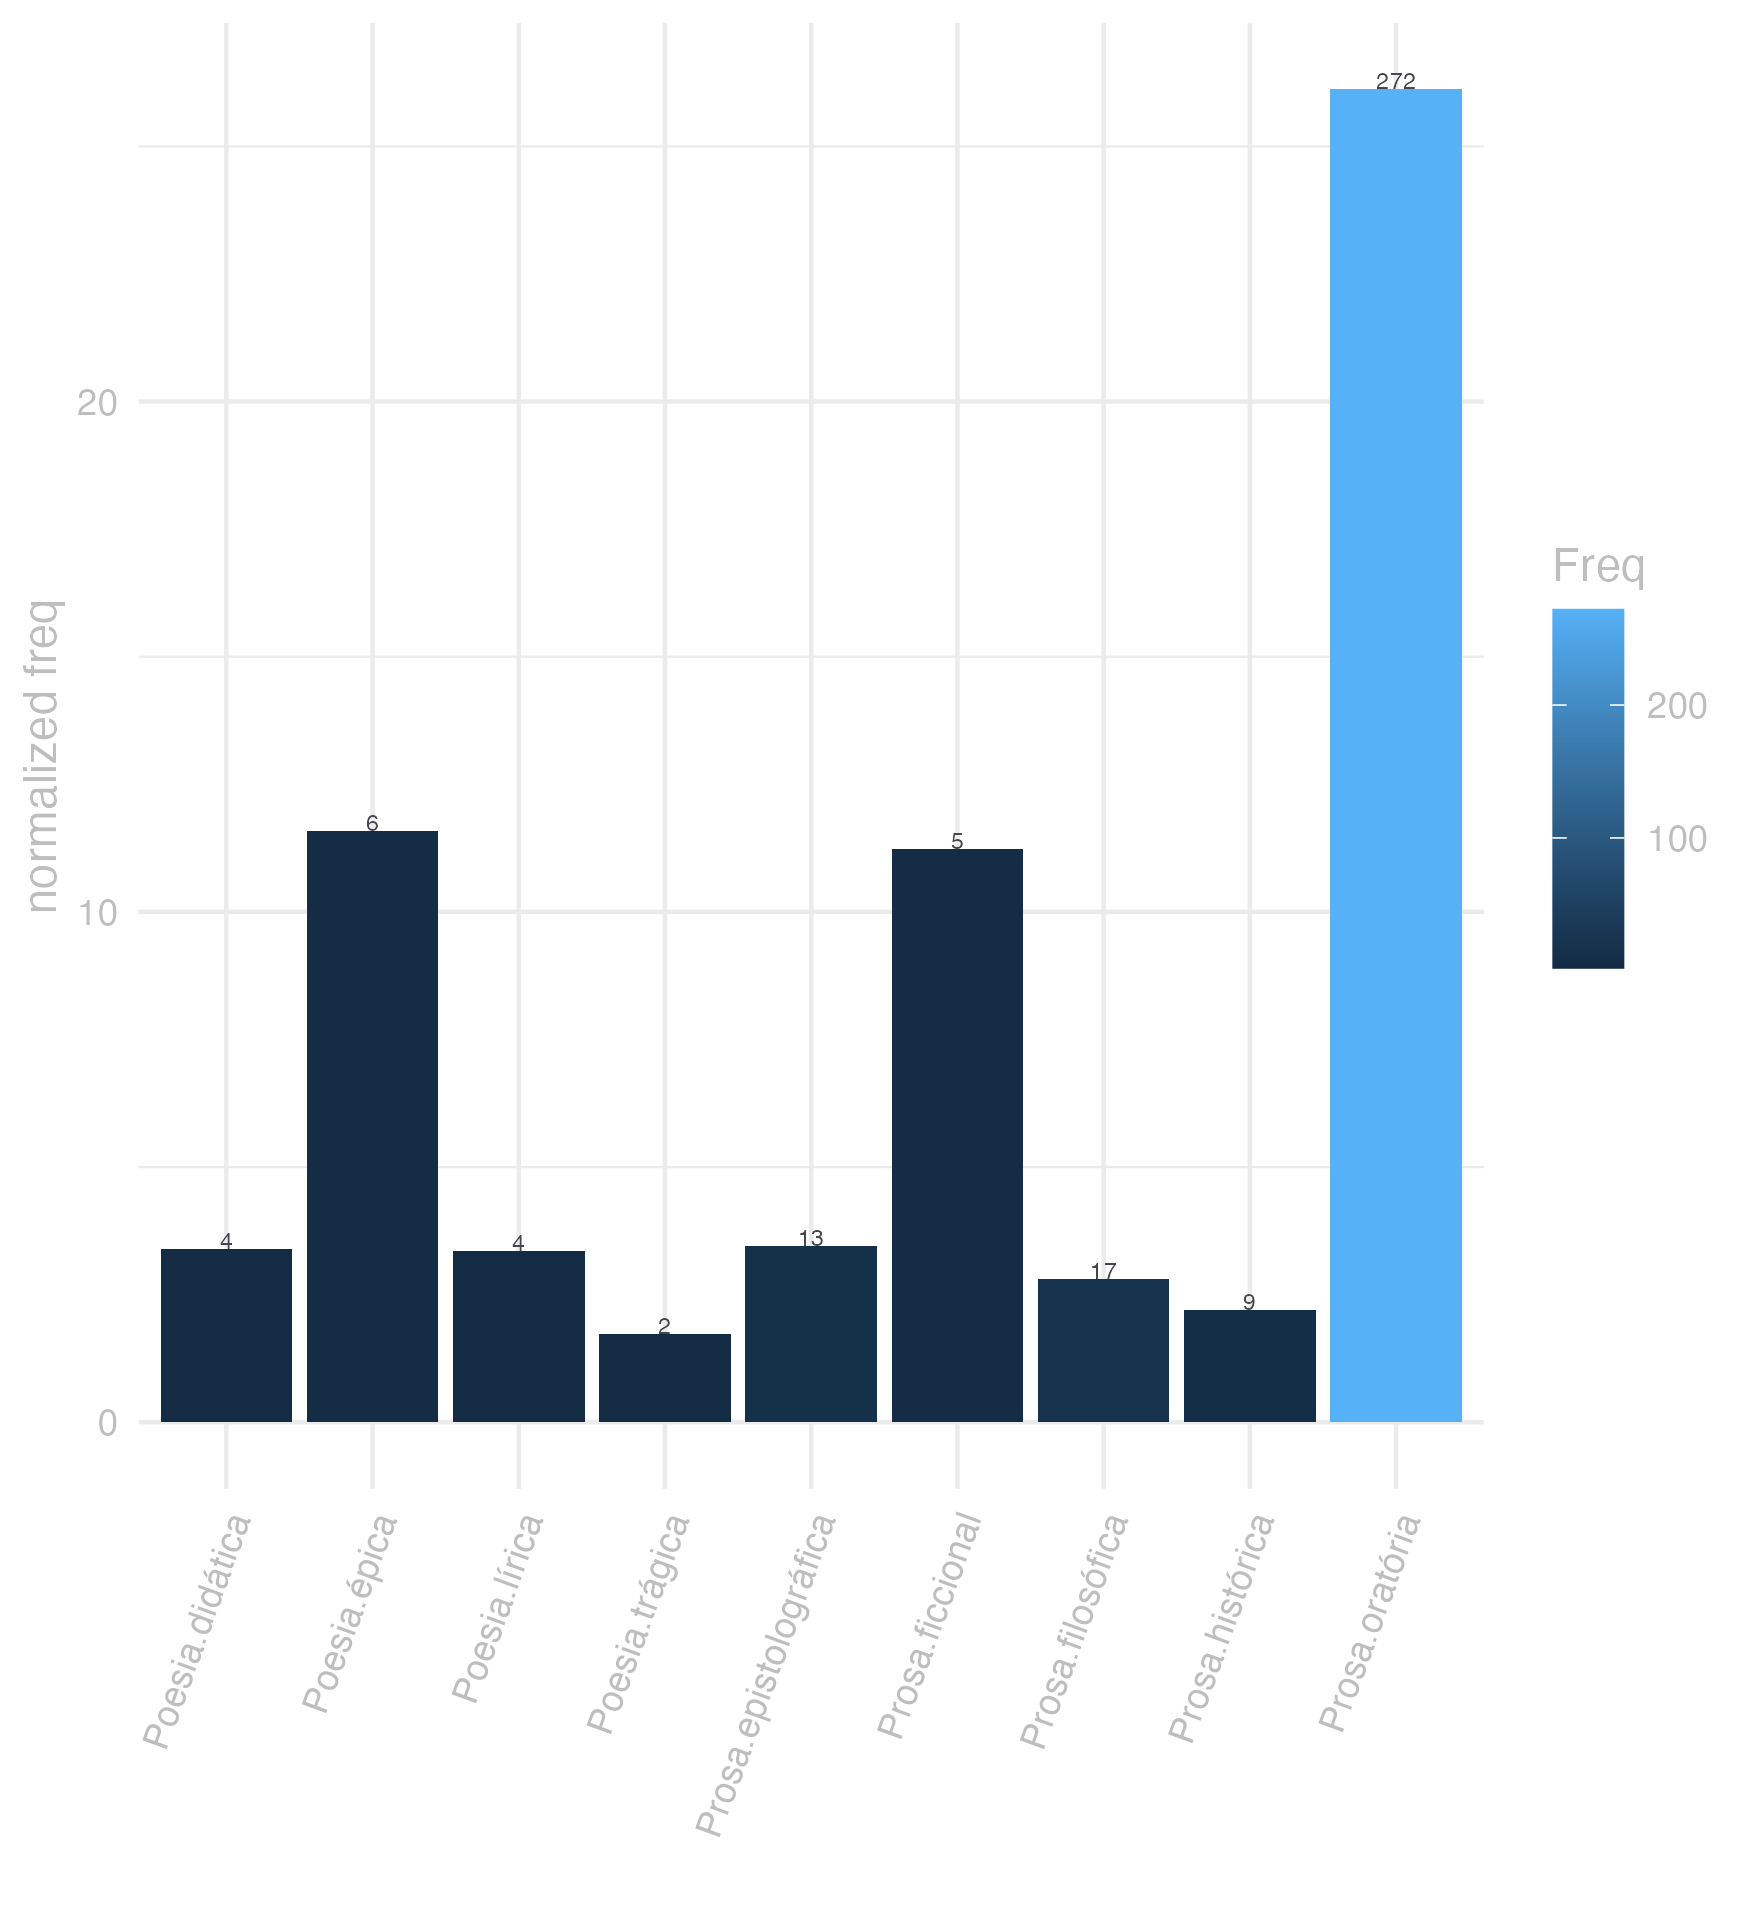 normalized freq
20
10
0
4
6
4
2
13
5
17
9
272
Poesia.didática
Poesia.épica
Poesia.lírica
Poesia.trágica
Prosa.epistolográfica
Prosa.ficcional
Prosa.filosófica
Prosa.histórica
Prosa.oratória
Freq
200
100